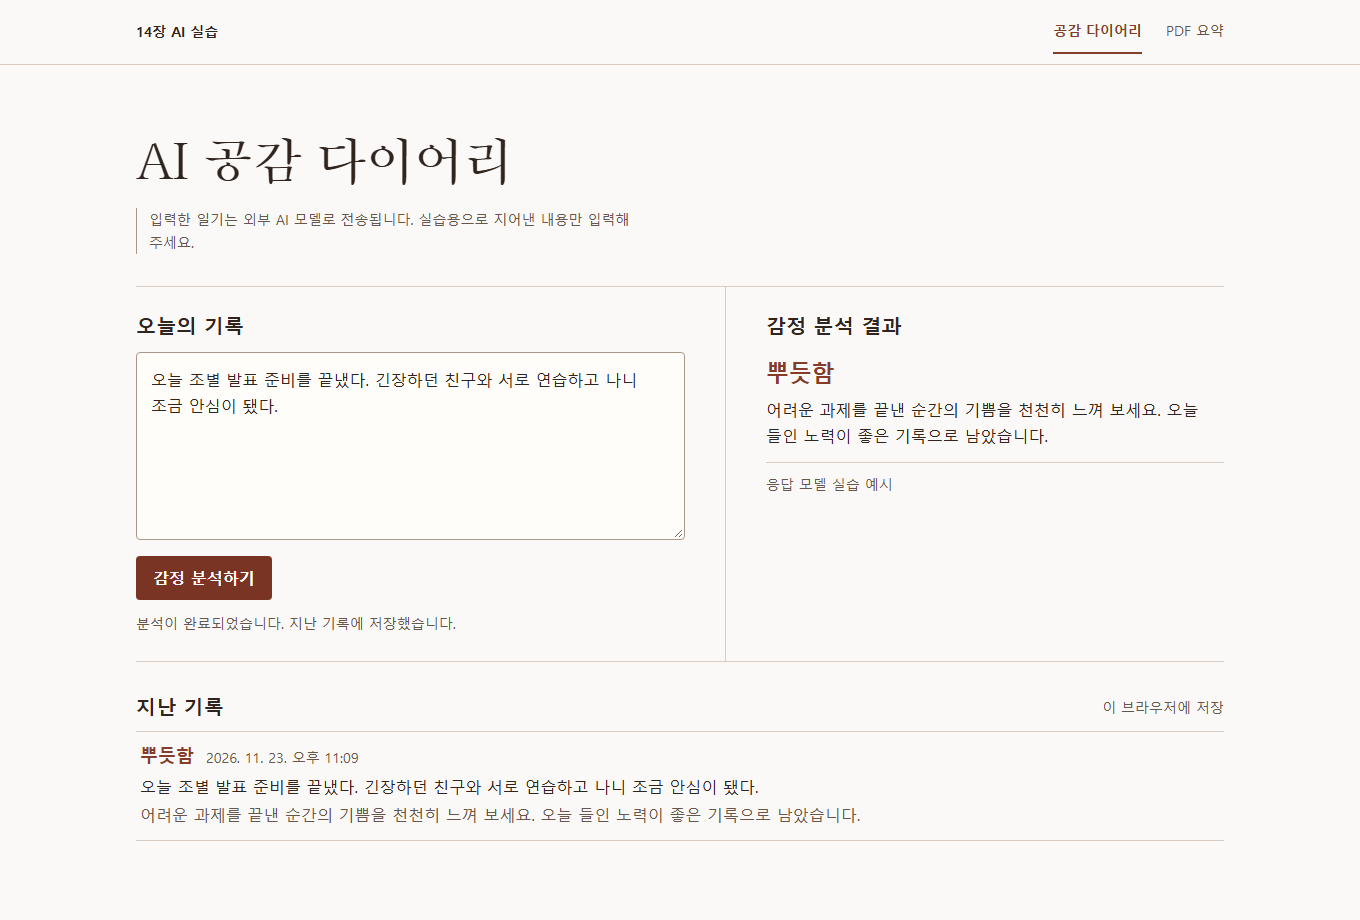 14장 AI 실습
공감 다이어리
PDF 요약
AI 공감 다이어리
입력한 일기는 외부 AI 모델로 전송됩니다. 실습용으로 지어낸 내용만 입력해
주세요.
오늘의 기록
오늘 조별 발표 준비를 끝냈다. 긴장하던 친구와 서로 연습하고 나니
조금 안심이 됐다.
감정 분석하기
분석이 완료되었습니다. 지난 기록에 저장했습니다.
감정 분석 결과
뿌듯함
어려운 과제를 끝낸 순간의 기쁨을 천천히 느껴 보세요. 오늘
들인 노력이 좋은 기록으로 남았습니다.
응답 모델 실습 예시
지난 기록
이 브라우저에 저장
뿌듯함 2026. 11. 23. 오후 11:09
오늘 조별 발표 준비를 끝냈다. 긴장하던 친구와 서로 연습하고 나니 조금 안심이 됐다.
어려운 과제를 끝낸 순간의 기쁨을 천천히 느껴 보세요. 오늘 들인 노력이 좋은 기록으로 남았습니다.